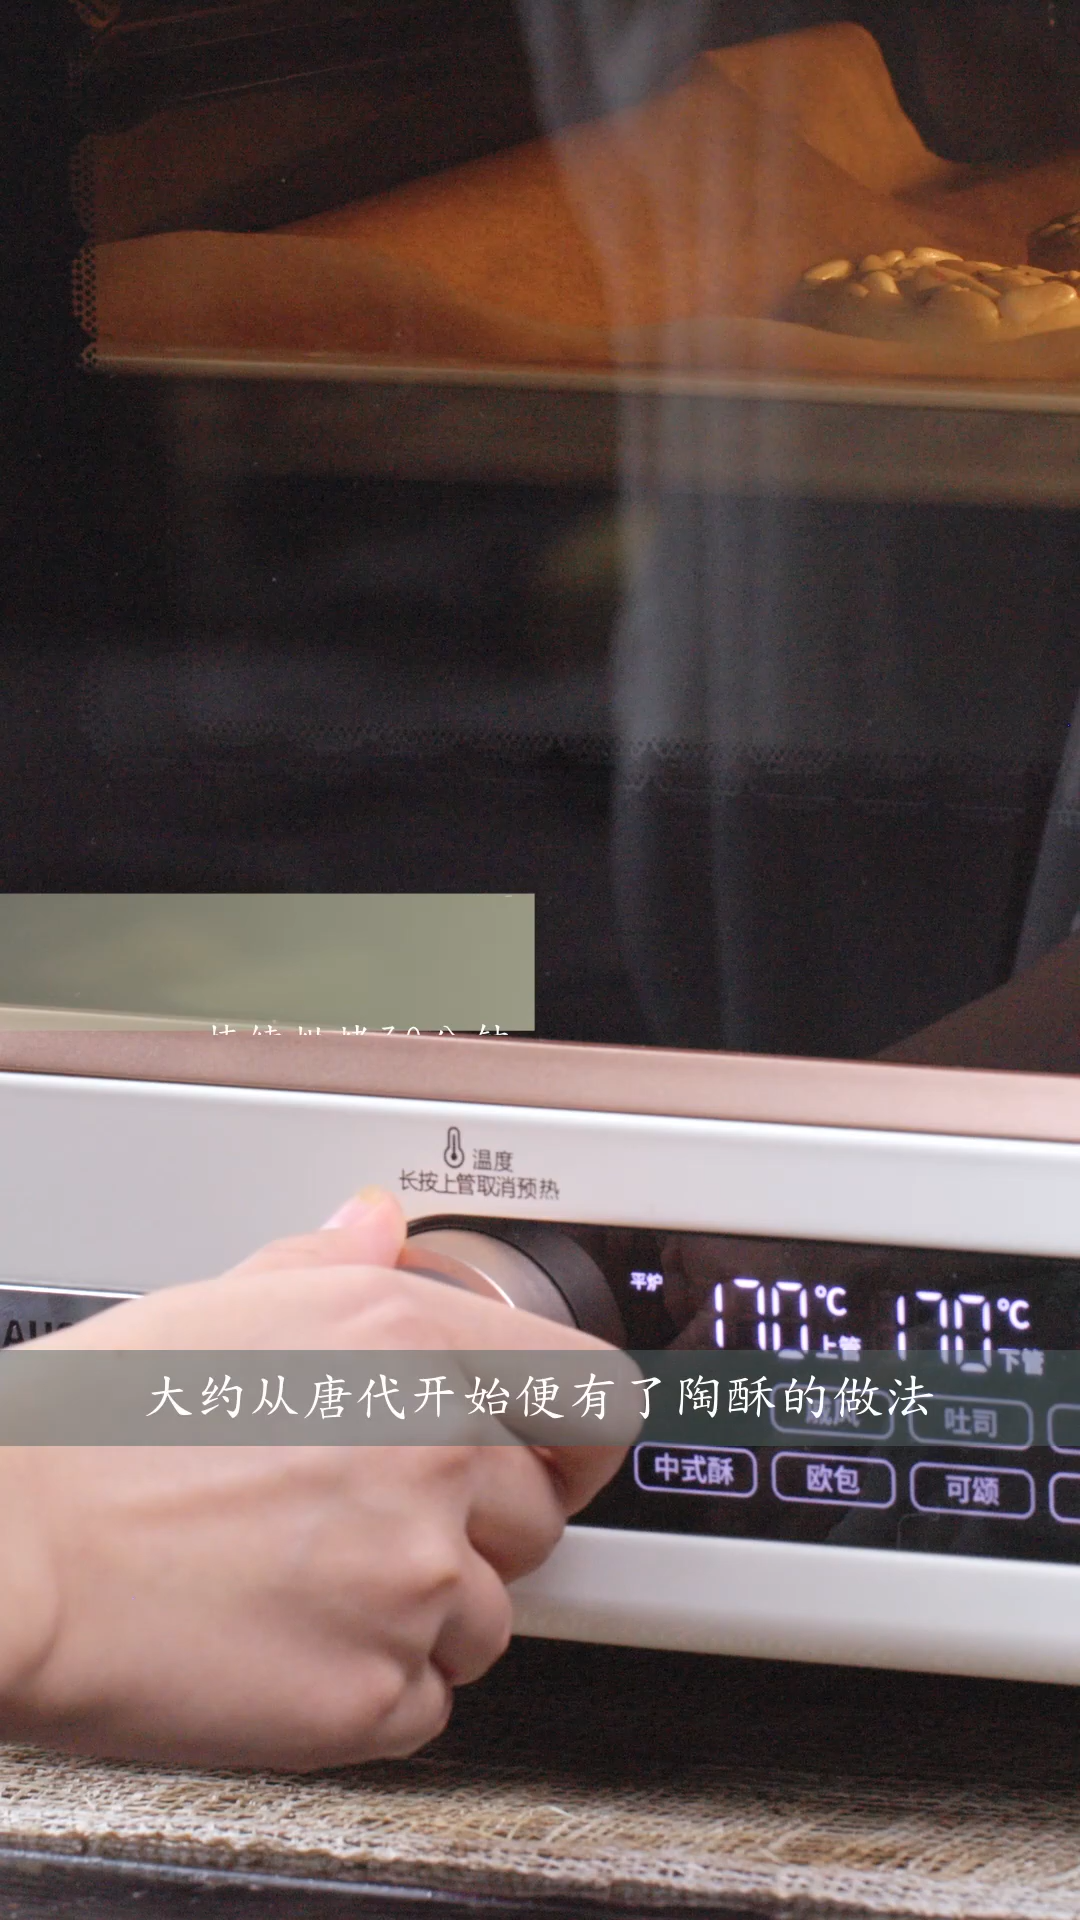 温度
长按上管取消预热
平炉
170℃
上管
170℃
下管
大约从唐代开始便有了陶酥的做法
吐司
中式酥
欧包
可颂